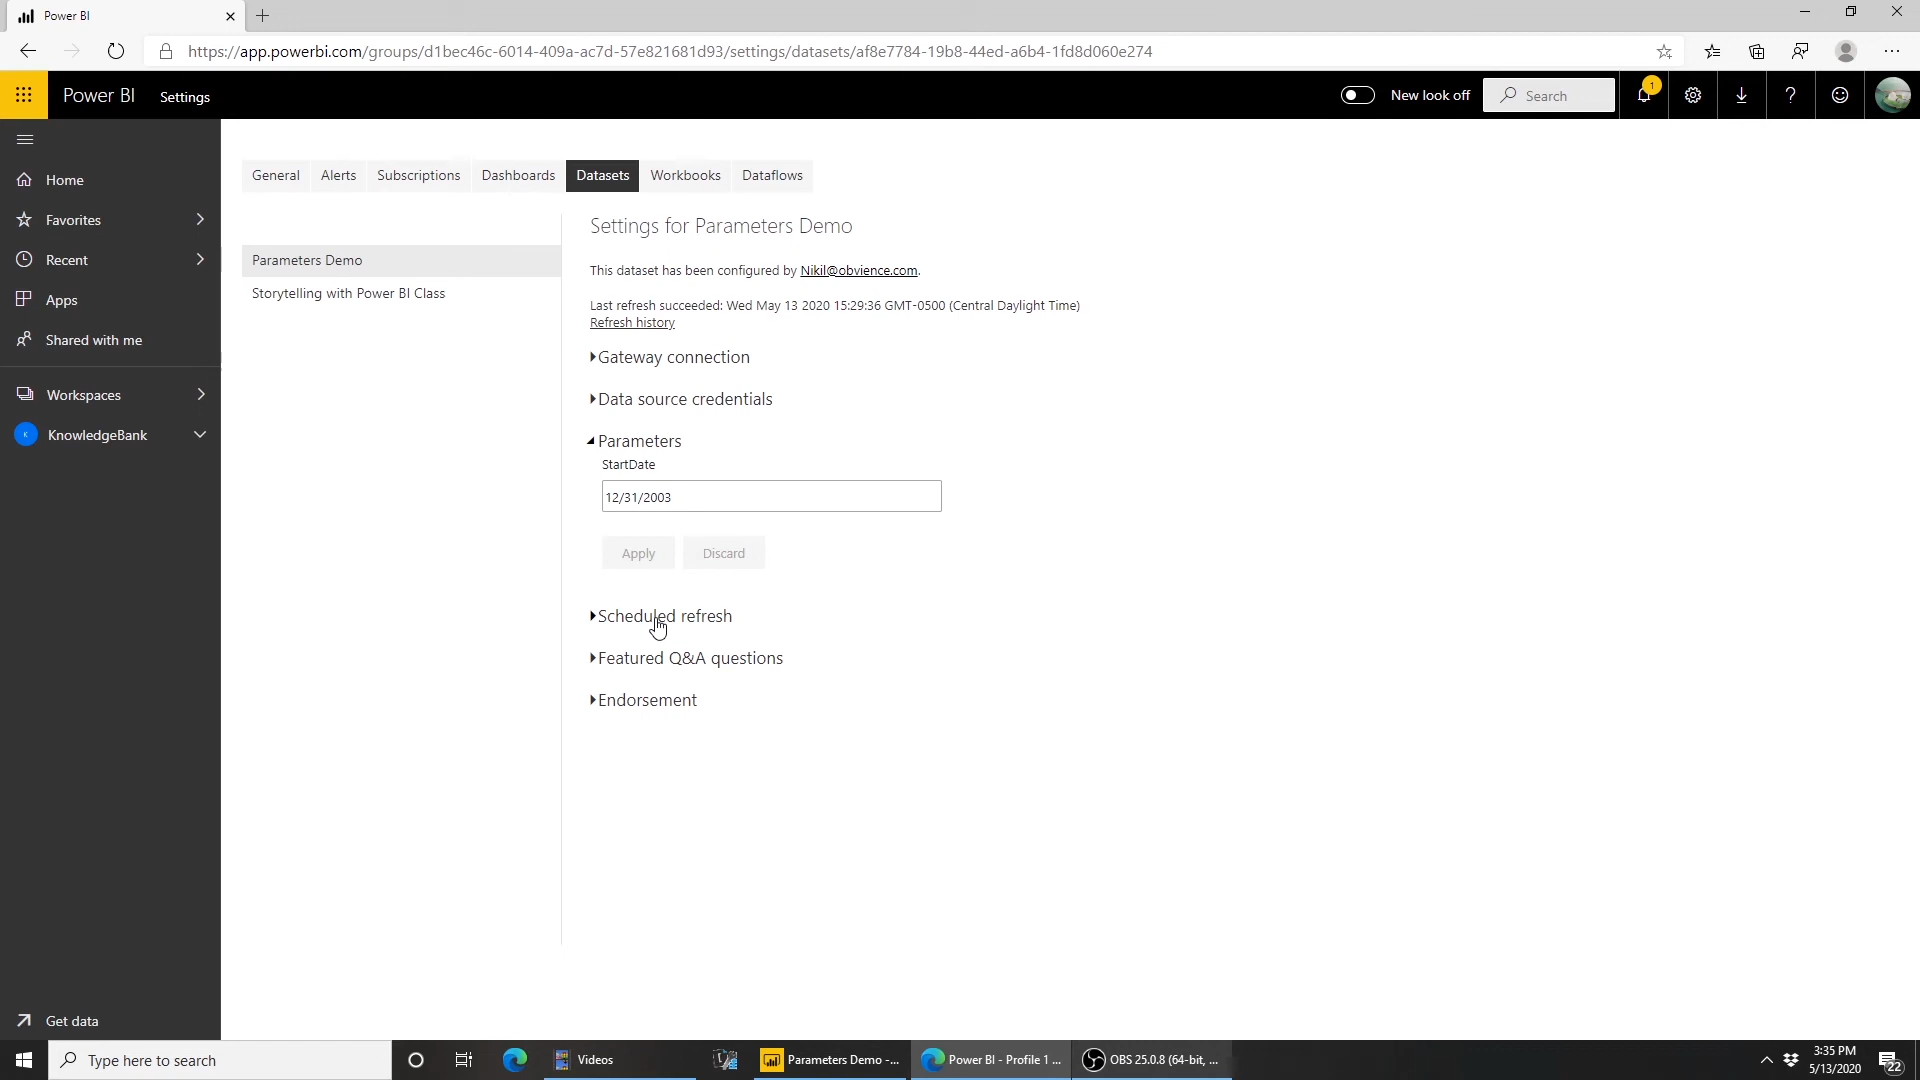 Power BI
https://app.powerbi.com/groups/d1bec46c-6014-409a-ac7d-57e821681d93/settings/datasets/af8e7784-19b8-44ed-a6b4-1fd8d060e274
Power BI Settings
New look off
Search
1
Home
Favorites
Recent
Apps
Shared with me
Workspaces
K KnowledgeBank
Get data
General Alerts Subscriptions Dashboards Datasets Workbooks Dataflows
Parameters Demo
Storytelling with Power BI Class
Settings for Parameters Demo
This dataset has been configured by Nikil@obvience.com.
Last refresh succeeded: Wed May 13 2020 15:29:36 GMT-0500 (Central Daylight Time)
Refresh history
Gateway connection
Data source credentials
Parameters
StartDate
12/31/2003
Apply Discard
Scheduled refresh
Featured Q&A questions
Endorsement
Type here to search
Videos
Parameters Demo -...
Power BI - Profile 1 ...
OBS 25.0.8 (64-bit, ...
3:35 PM
5/13/2020
22